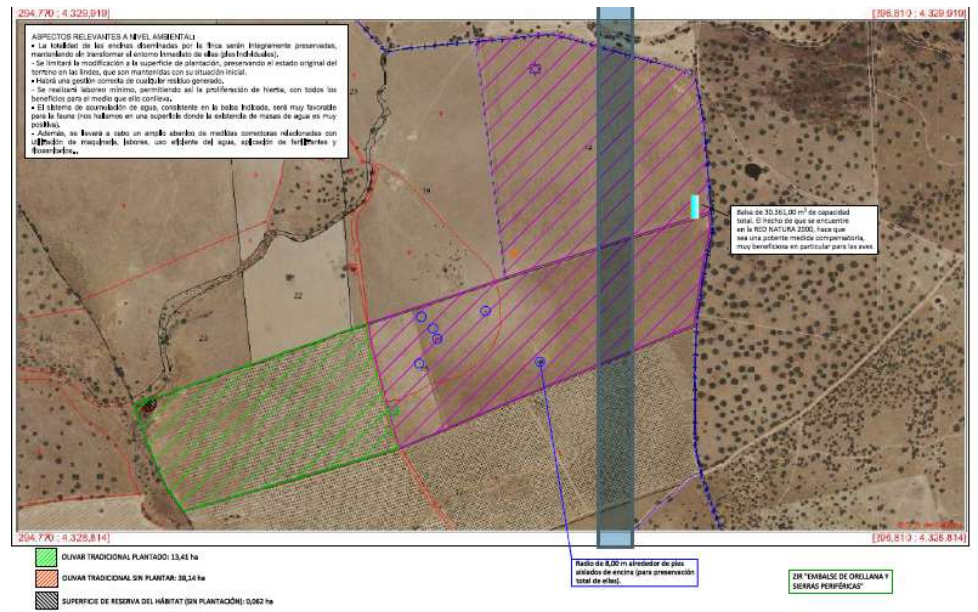 294,770 ; 4.329,919]
[296,810 ; 4.329,919]
ASPECTOS RELEVANTES A NIVEL AMBIENTAL:
• La totalidad de las encinas diseminadas por la finca serán íntegramente preservadas,
manteniendo sin transformar el entorno inmediato de ellas (pies individuales).
- Se limitará la modificación a la superficie de plantación, preservando el estado original del
terreno en las lindes, que son mantenidas con su situación inicial.
• Habrá una gestión correcta de cualquier residuo generado.
- Se realizará laboreo mínimo, permitiendo así la proliferación de hierba, con todos los
beneficios para el medio que ello conlleva.
• El sistema de acumulación de agua, consistente en la balsa indicada, será muy favorable
para la fauna (nos hallamos en una superficie donde la existencia de masas de agua es muy
positiva).
- Además, se llevará a cabo un amplio abanico de medidas correctoras relacionadas con
utilización de maquinaria, labores, uso eficiente del agua, aplicación de fertilizantes y
fitosanitarios...
Balsa de 30.361,00 m³ de capacidad
total. El hecho de que se encuentre
en la RED NATURA 2000, hace que
sea una potente medida compensatoria,
muy beneficiosa en particular para las aves.
22
23
294,770 ; 4.328,814]
[296,810 ; 4.328,814]
OLIVAR TRADICIONAL PLANTADO: 13,41 ha
OLIVAR TRADICIONAL SIN PLANTAR: 38,14 ha
SUPERFICIE DE RESERVA DEL HÁBITAT (SIN PLANTACIÓN): 0,062 ha
Radio de 8,00 m alrededor de pies
aislados de encina (para preservación
total de ellas).
ZIR "EMBALSE DE ORELLANA Y
SIERRAS PERIFÉRICAS"